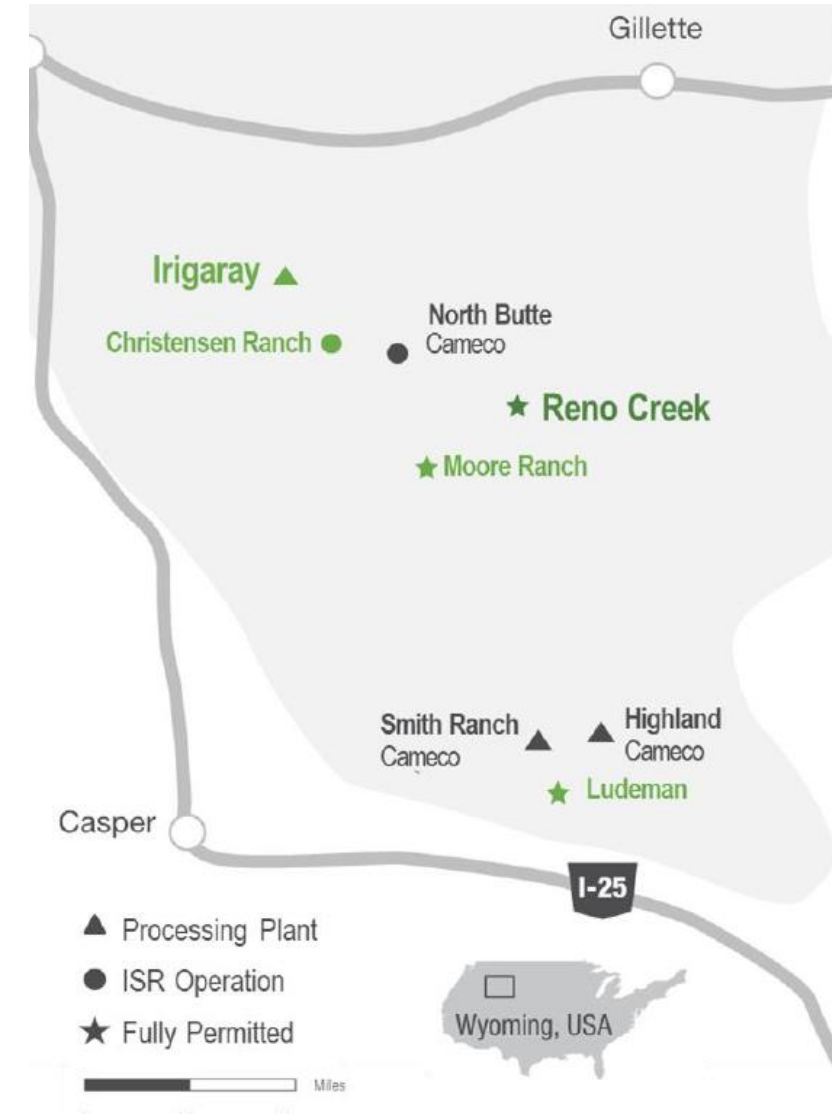 Gillette
Irigaray
North Butte
Christensen Ranch
Cameco
Reno Creek
Moore Ranch
Smith Ranch
Cameco
Highland
Cameco
Ludeman
Casper
I-25
Processing Plant
ISR Operation
Fully Permitted
Wyoming, USA
Miles